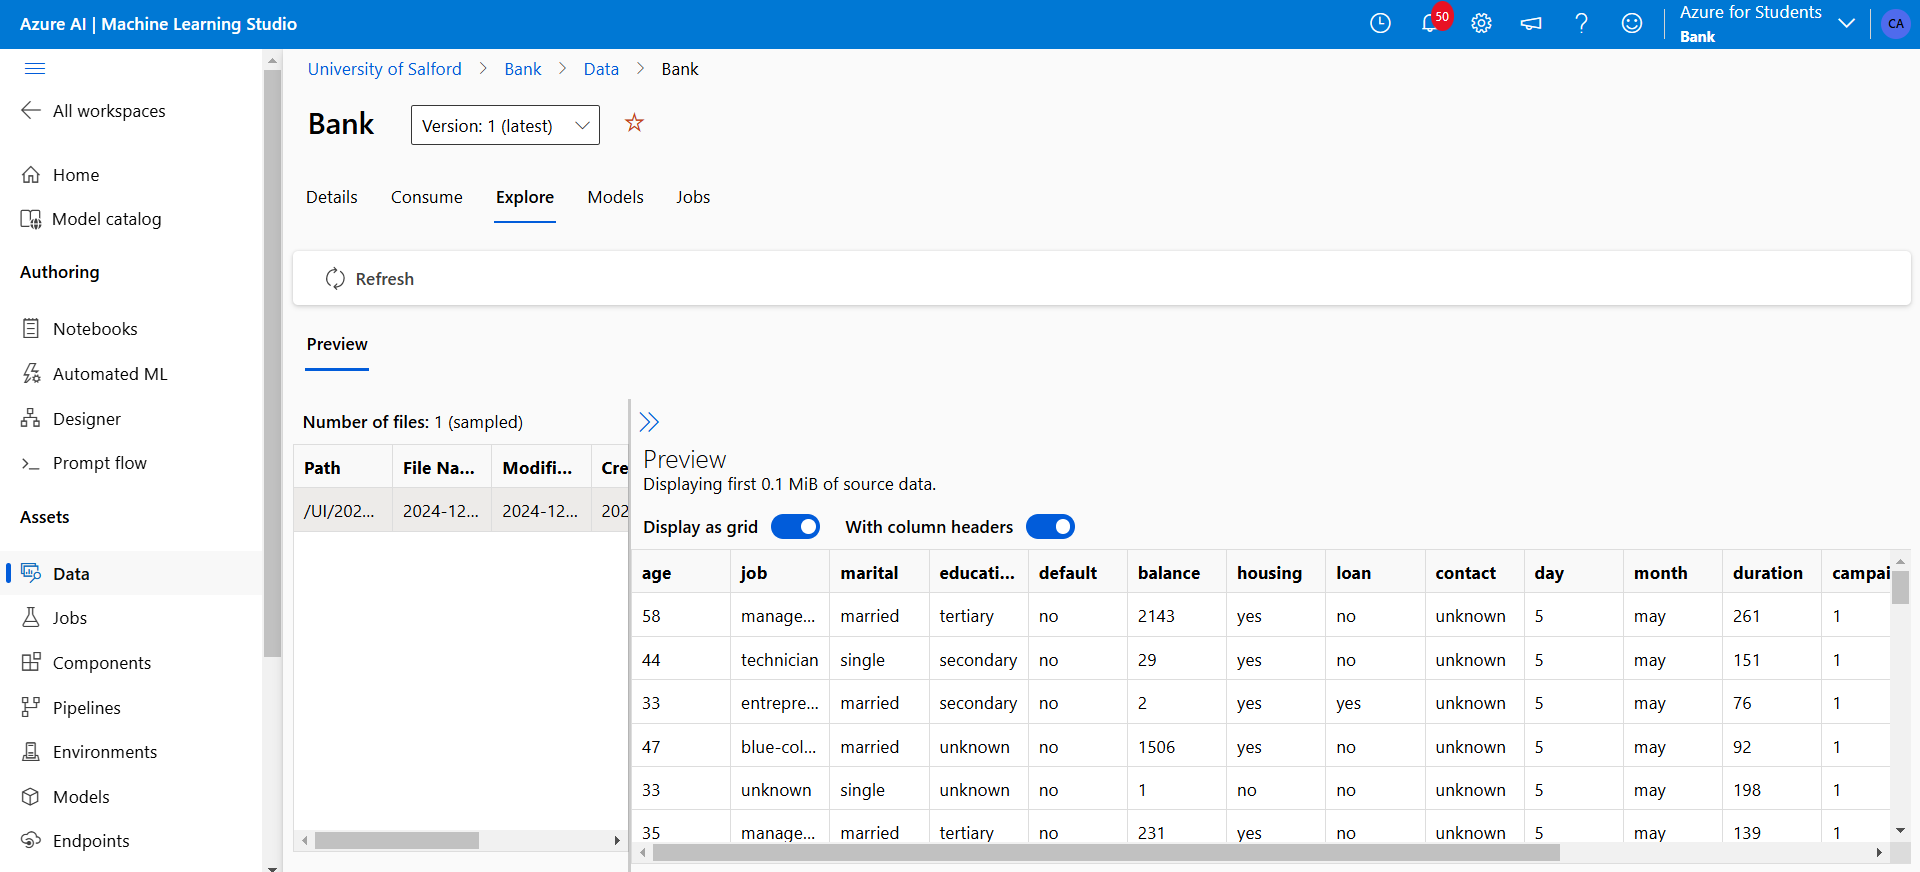 Azure AI | Machine Learning Studio
50
Azure for Students
Bank
CA
All workspaces
Home
Model catalog
Authoring
Notebooks
Automated ML
Designer
Prompt flow
Assets
Data
Jobs
Components
Pipelines
Environments
Models
Endpoints
University of Salford > Bank > Data > Bank
Bank
Version: 1 (latest)
Details Consume Explore Models Jobs
Refresh
Preview
Number of files: 1 (sampled)
Path File Na... Modifi... Cre
/UI/202... 2024-12... 2024-12... 202
Preview
Displaying first 0.1 MiB of source data.
Display as grid With column headers
age job marital educati... default balance housing loan contact day month duration campai
58 manage... married tertiary no 2143 yes no unknown 5 may 261 1
44 technician single secondary no 29 yes no unknown 5 may 151 1
33 entrepre... married secondary no 2 yes yes unknown 5 may 76 1
47 blue-col... married unknown no 1506 yes no unknown 5 may 92 1
33 unknown single unknown no 1 no no unknown 5 may 198 1
35 manage... married tertiary no 231 yes no unknown 5 may 139 1